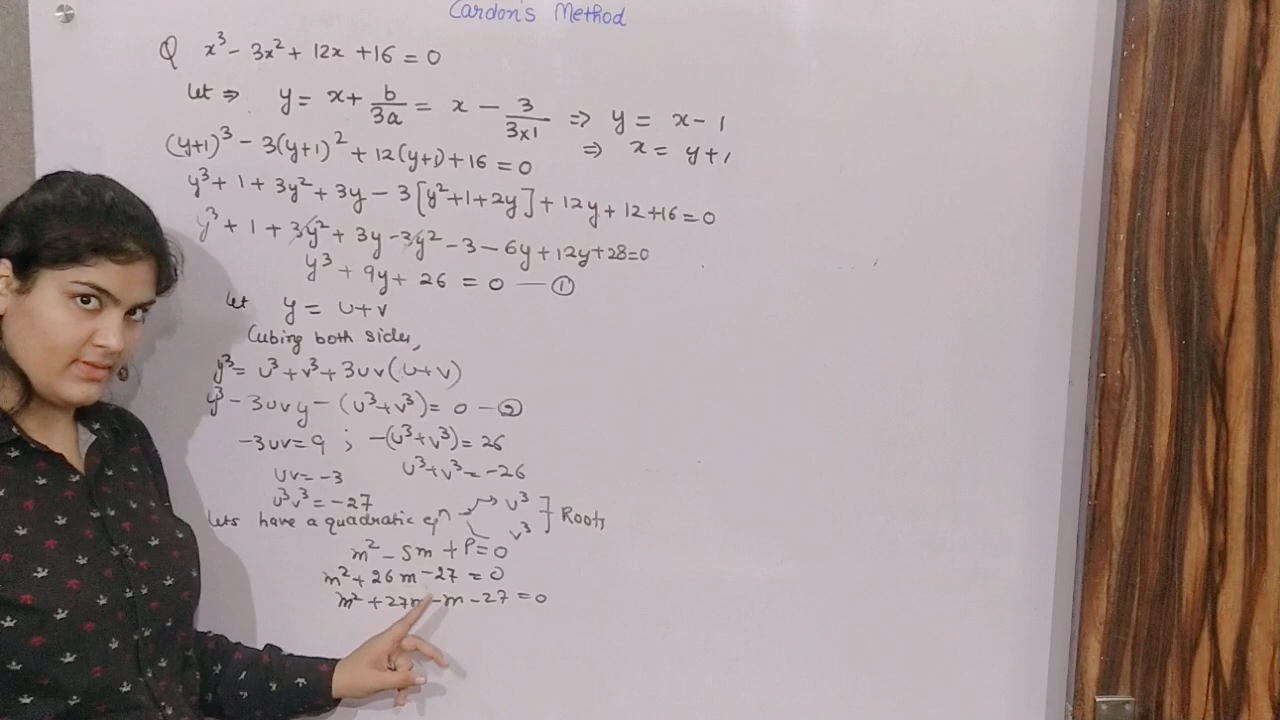 Cardon's Method
Q x³ - 3x² + 12x + 16 = 0
Let ⇒ y = x + b/3a = x - 3/3×1 ⇒ y = x - 1
⇒ x = y+1
(y+1)³ - 3(y+1)² + 12(y+1) + 16 = 0
y³ + 1 + 3y² + 3y - 3[y²+1+2y] + 12y + 12 + 16 = 0
y³ + 1 + 3y² + 3y - 3y² - 3 - 6y + 12y + 28 = 0
y³ + 9y + 26 = 0 — ①
let y = u+v
Cubing both sides,
y³ = u³ + v³ + 3uv(u+v)
y³ - 3uvy - (u³+v³) = 0 — ②
-3uv = 9 ; -(u³+v³) = 26
uv = -3 u³+v³ = -26
u³v³ = -27
lets have a quadratic eqⁿ → u³ v³ ] Roots
m² - Sm + P = 0
m² + 26m - 27 = 0
m² + 27m - m - 27 = 0